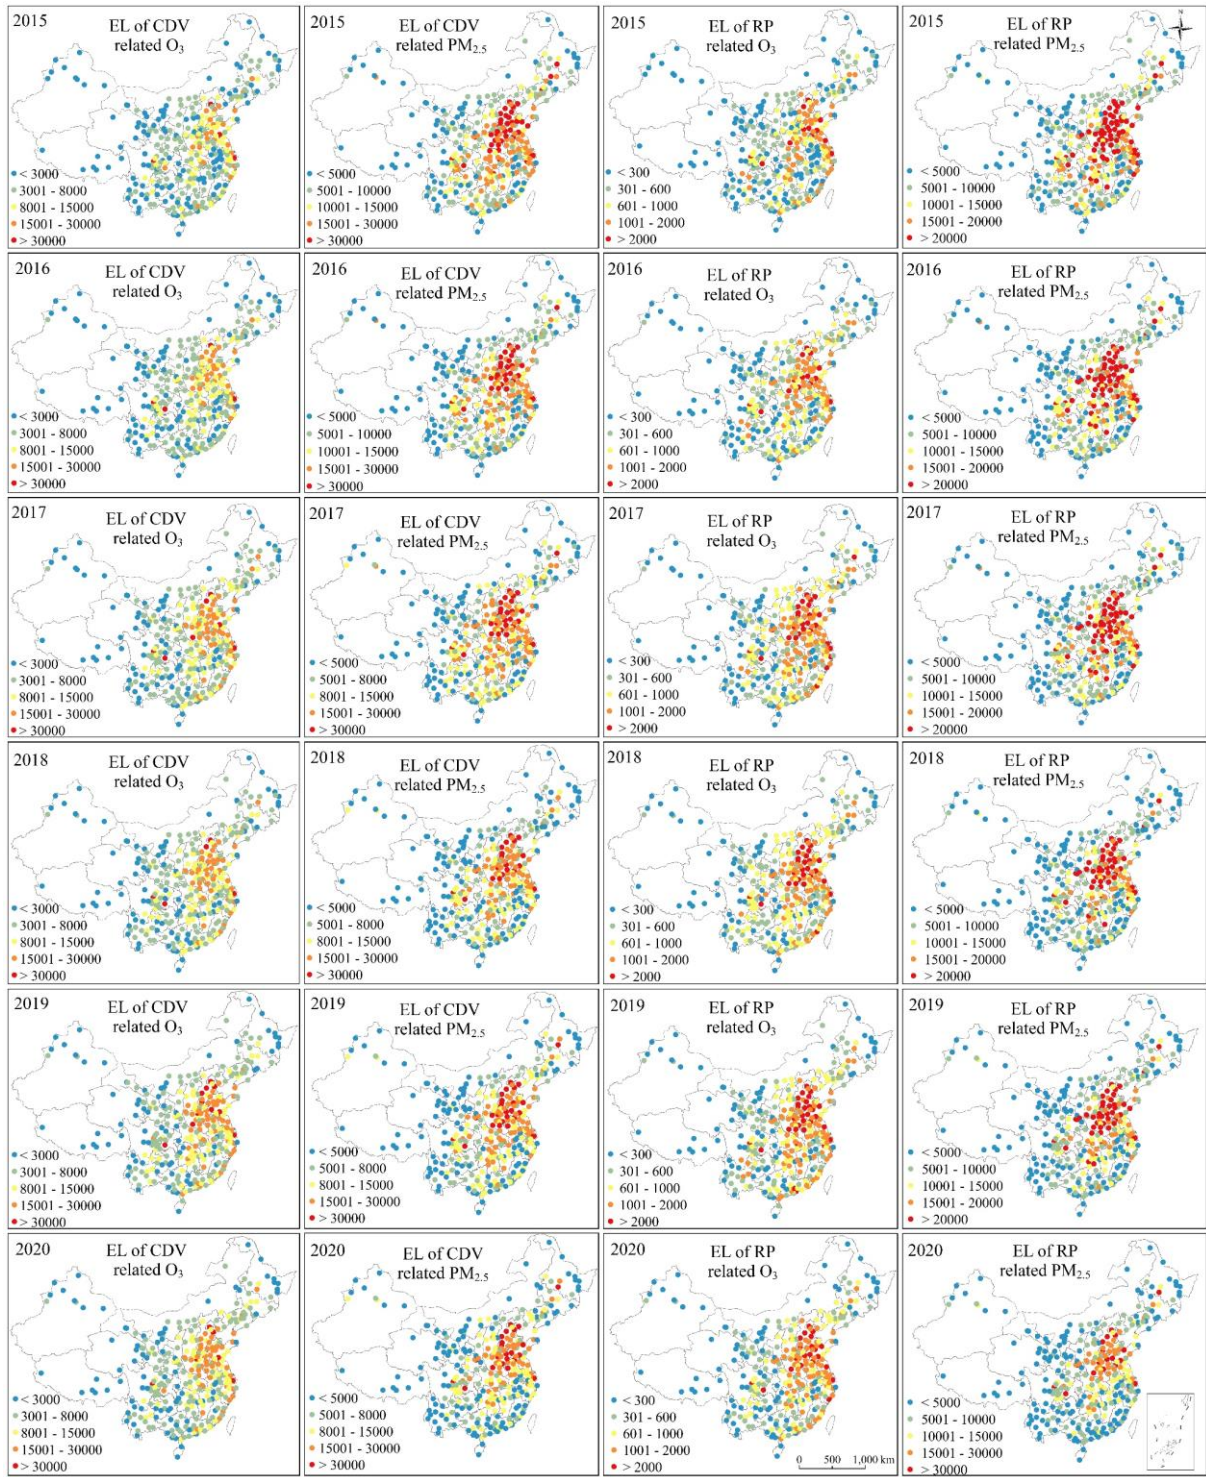 2015
EL of CDV
related O3
< 3000
3001 - 8000
8001 - 15000
15001 - 30000
> 30000
2015
EL of CDV
related PM2.5
< 5000
5001 - 10000
10001 - 15000
15001 - 30000
> 30000
2015
EL of RP
related O3
< 300
301 - 600
601 - 1000
1001 - 2000
> 2000
2015
EL of RP
related PM2.5
N
< 5000
5001 - 10000
10001 - 15000
15001 - 20000
> 20000
2016
EL of CDV
related O3
< 3000
3001 - 8000
8001 - 15000
15001 - 30000
> 30000
2016
EL of CDV
related PM2.5
< 5000
5001 - 10000
10001 - 15000
15001 - 30000
> 30000
2016
EL of RP
related O3
< 300
301 - 600
601 - 1000
1001 - 2000
> 2000
2016
EL of RP
related PM2.5
< 5000
5001 - 10000
10001 - 15000
15001 - 20000
> 20000
2017
EL of CDV
related O3
< 3000
3001 - 8000
8001 - 15000
15001 - 30000
> 30000
2017
EL of CDV
related PM2.5
< 5000
5001 - 8000
8001 - 15000
15001 - 30000
> 30000
2017
EL of RP
related O3
< 300
301 - 600
601 - 1000
1001 - 2000
> 2000
2017
EL of RP
related PM2.5
< 5000
5001 - 10000
10001 - 15000
15001 - 20000
> 20000
2018
EL of CDV
related O3
< 3000
3001 - 8000
8001 - 15000
15001 - 30000
> 30000
2018
EL of CDV
related PM2.5
< 5000
5001 - 8000
8001 - 15000
15001 - 30000
> 30000
2018
EL of RP
related O3
< 300
301 - 600
601 - 1000
1001 - 2000
> 2000
2018
EL of RP
related PM2.5
< 5000
5001 - 10000
10001 - 15000
15001 - 20000
> 20000
2019
EL of CDV
related O3
< 3000
3001 - 8000
8001 - 15000
15001 - 30000
> 30000
2019
EL of CDV
related PM2.5
< 5000
5001 - 8000
8001 - 15000
15001 - 30000
> 30000
2019
EL of RP
related O3
< 300
301 - 600
601 - 1000
1001 - 2000
> 2000
2019
EL of RP
related PM2.5
< 5000
5001 - 10000
10001 - 15000
15001 - 20000
> 20000
2020
EL of CDV
related O3
< 3000
3001 - 8000
8001 - 15000
15001 - 30000
> 30000
2020
EL of CDV
related PM2.5
< 5000
5001 - 8000
8001 - 15000
15001 - 30000
> 30000
2020
EL of RP
related O3
< 300
301 - 600
601 - 1000
1001 - 2000
> 2000
0 500 1,000 km
2020
EL of RP
related PM2.5
< 5000
5001 - 10000
10001 - 15000
15001 - 30000
> 30000